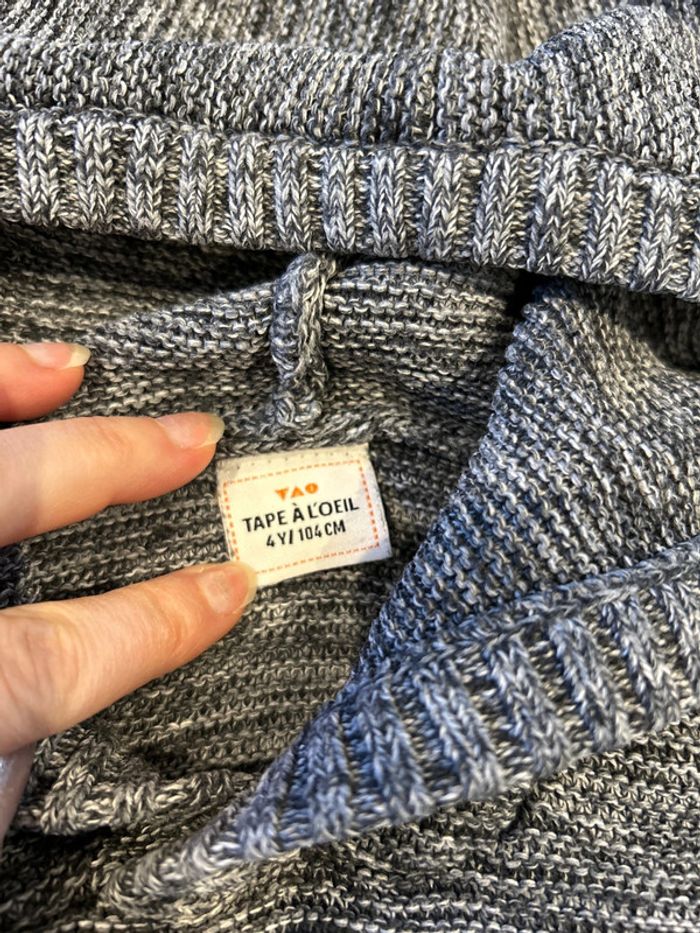 TAO
TAPE À L'OEIL
4 Y/ 104 CM